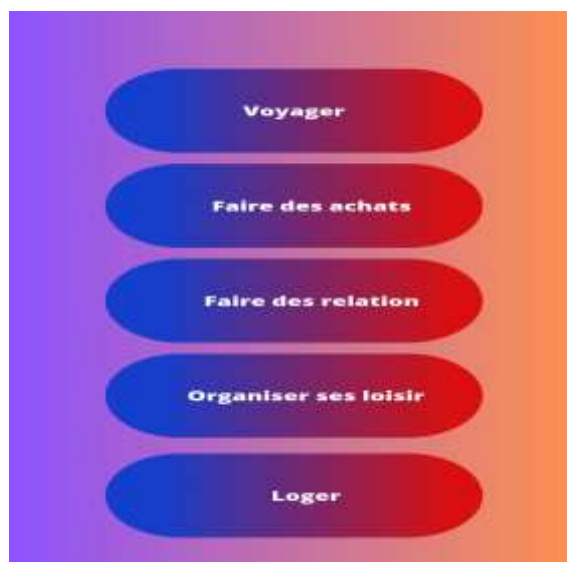 Voyager
Faire des achats
Faire des relation
Organiser ses loisir
Loger